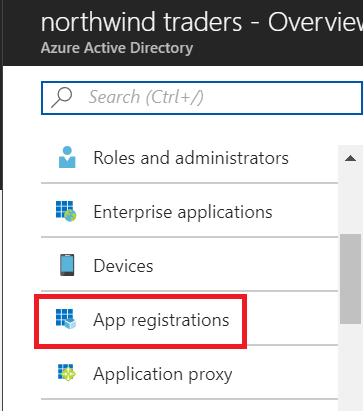 northwind traders - Overview
Azure Active Directory
Search (Ctrl+/)
Roles and administrators
Enterprise applications
Devices
App registrations
Application proxy